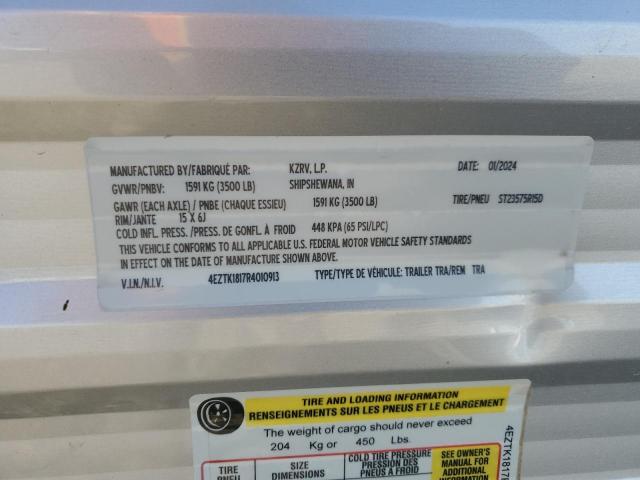 MANUFACTURED BY/FABRIQUÉ PAR: KZRV, L.P. DATE: 01/2024
GVWR/PNBV: 1591 KG (3500 LB) SHIPSHEWANA, IN
GAWR (EACH AXLE) / PNBE (CHAQUE ESSIEU) 1591 KG (3500 LB) TIRE/PNEU ST23575R15D
RIM/JANTE 15 X 6J
COLD INFL. PRESS./PRESS. DE GONFL. À FROID 448 KPA (65 PSI/LPC)
THIS VEHICLE CONFORMS TO ALL APPLICABLE U.S. FEDERAL MOTOR VEHICLE SAFETY STANDARDS
IN EFFECT ON THE DATE OF MANUFACTURE SHOWN ABOVE.
V.I.N./N.I.V. 4EZTK1817R4010913 TYPE/TYPE DE VÉHICULE: TRAILER TRA/REM TRA
TIRE AND LOADING INFORMATION
RENSEIGNEMENTS SUR LES PNEUS ET LE CHARGEMENT
The weight of cargo should never exceed
204 Kg or 450 Lbs.
TIRE
PNEU
SIZE
DIMENSIONS
COLD TIRE PRESSURE
PRESSION DES
PNEUS A FROID
SEE OWNER'S
MANUAL FOR
ADDITIONAL
INFORMATION
4EZTK1817R